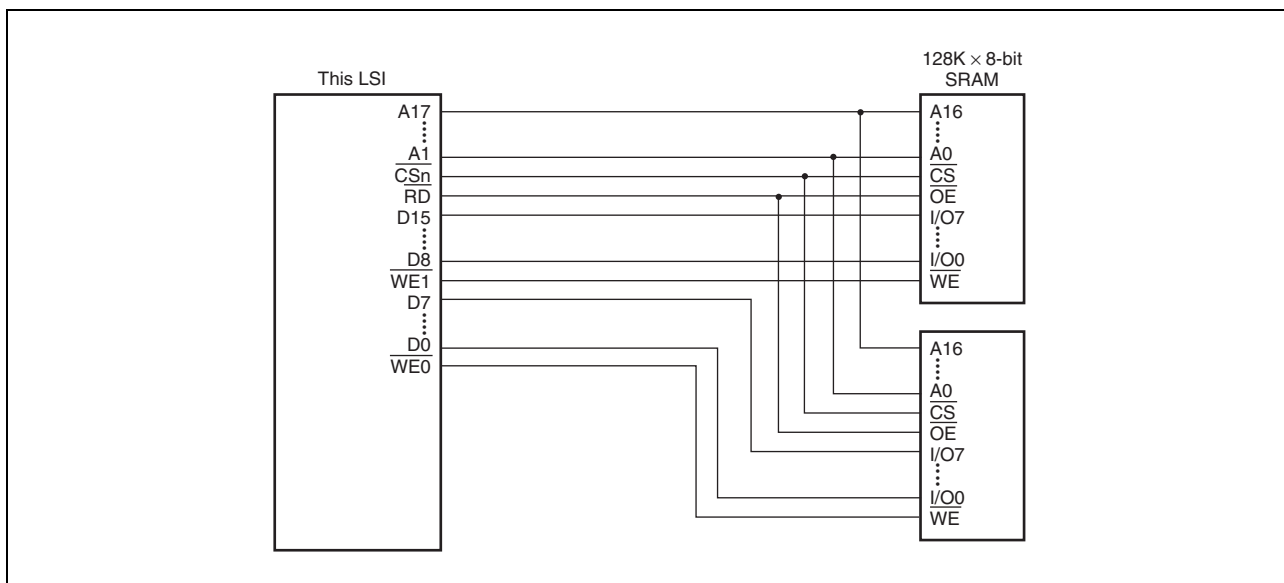 This LSI
A17
A1
CSn
RD
D15
D8
WE1
D7
D0
WE0
128K × 8-bit
SRAM
A16
A0
CS
OE
I/O7
I/O0
WE
A16
A0
CS
OE
I/O7
I/O0
WE